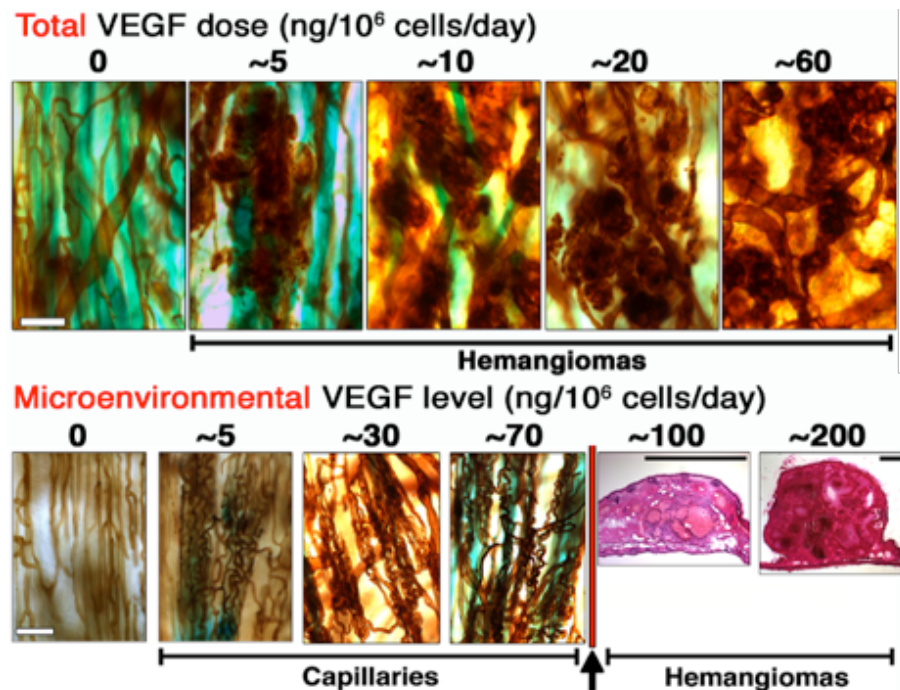 Total VEGF dose (ng/10⁶ cells/day)
0 ~5 ~10 ~20 ~60
Hemangiomas
Microenvironmental VEGF level (ng/10⁶ cells/day)
0 ~5 ~30 ~70 ~100 ~200
Capillaries Hemangiomas